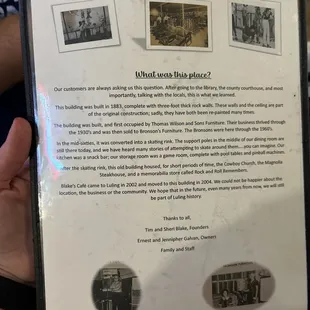 What was this place?
Our customers are always asking us this question. After going to the library, the county courthouse, and most
importantly, talking with the locals, this is what we learned.
This building was built in 1883, complete with three-foot thick rock walls. These walls and the ceiling are part
of the original construction; sadly, they have both been re-painted many times.
The building was built, and first occupied by Thomas Wilson and Sons Furniture. Their business thrived through
the 1930's and was then sold to Bronson's Furniture. The Bronsons were here through the 1960's.
In the mid-sixties, it was converted into a skating rink. The support poles in the middle of our dining room are
still there today, and we have heard many stories of attempting to skate around them....you can imagine. Our
kitchen was a snack bar; our storage room was a game room, complete with pool tables and pinball machines.
After the skating rink, this old building housed, for short periods of time, the Cowboy Church, the Magnolia
Steakhouse, and a memorabilia store called Rock and Roll Remembers.
Blake's Café came to Luling in 2002 and moved to this building in 2004. We could not be happier about the
location, the business or the community. We hope that in the future, even many years from now, we will still
be part of Luling history.
Thanks to all,
Tim and Sheri Blake, Founders
Ernest and Jennipher Galvan, Owners
Family and Staff